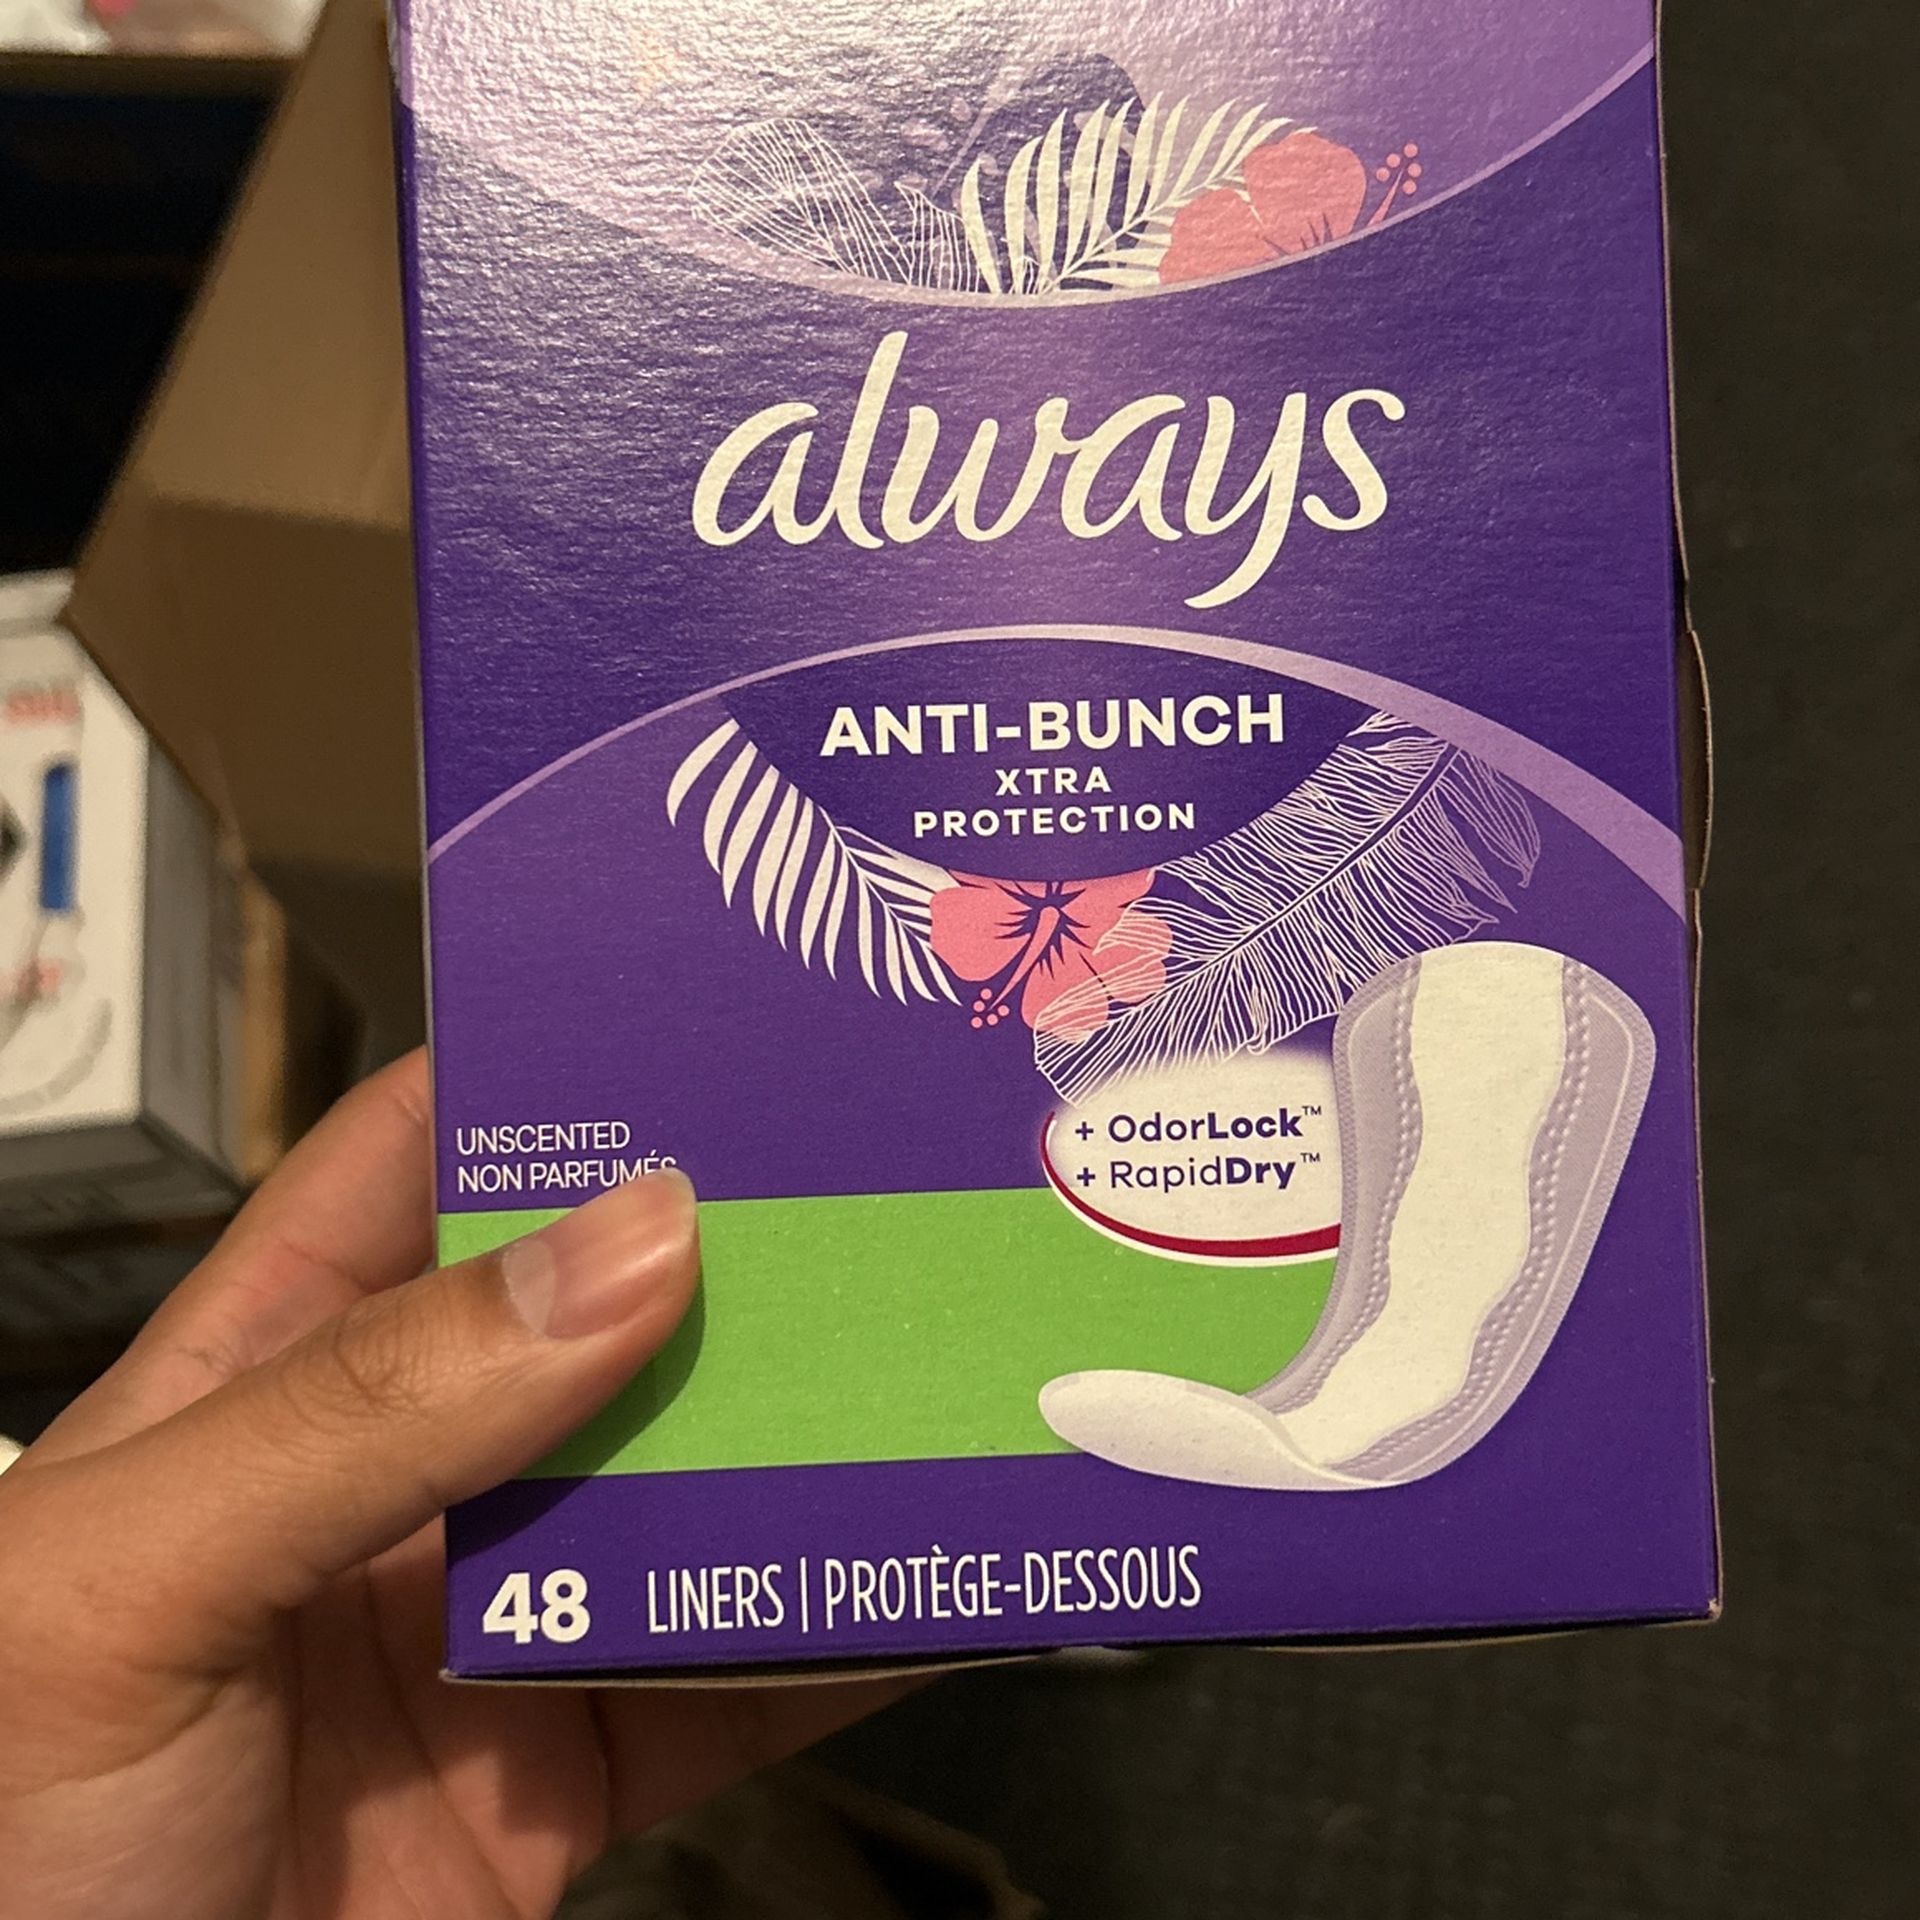 always
ANTI-BUNCH
XTRA
PROTECTION
+ OdorLock™
+ RapidDry™
UNSCENTED
NON PARFUMÉS
48 LINERS | PROTÈGE-DESSOUS